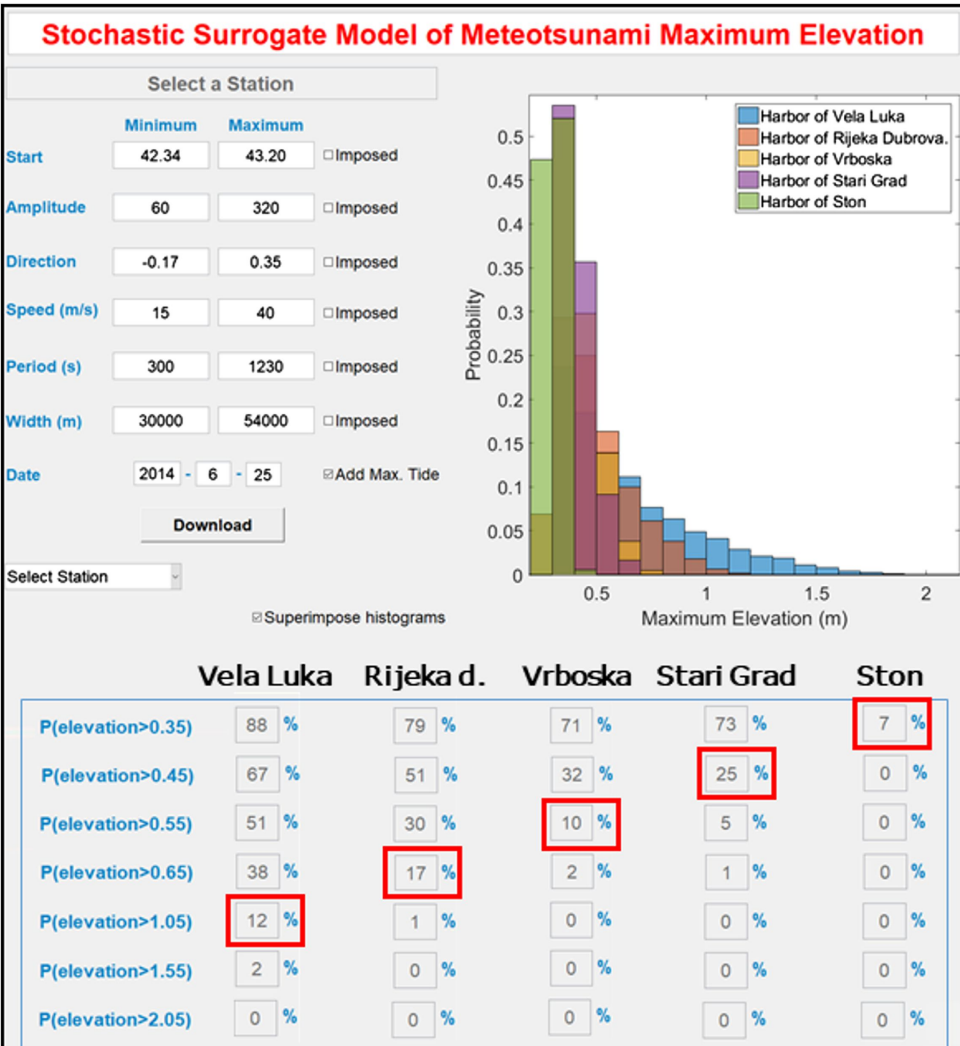 Stochastic Surrogate Model of Meteotsunami Maximum Elevation
Select a Station
Minimum Maximum
Start 42.34 43.20 Imposed
Amplitude 60 320 Imposed
Direction -0.17 0.35 Imposed
Speed (m/s) 15 40 Imposed
Period (s) 300 1230 Imposed
Width (m) 30000 54000 Imposed
Date 2014 - 6 - 25 Add Max. Tide
Download
Select Station
Superimpose histograms
Harbor of Vela Luka
Harbor of Rijeka Dubrova.
Harbor of Vrboska
Harbor of Stari Grad
Harbor of Ston
Probability
0.5
0.45
0.4
0.35
0.3
0.25
0.2
0.15
0.1
0.05
0
0.5 1 1.5 2
Maximum Elevation (m)
Vela Luka Rijeka d. Vrboska Stari Grad Ston
P(elevation>0.35) 88 % 79 % 71 % 73 % 7 %
P(elevation>0.45) 67 % 51 % 32 % 25 % 0 %
P(elevation>0.55) 51 % 30 % 10 % 5 % 0 %
P(elevation>0.65) 38 % 17 % 2 % 1 % 0 %
P(elevation>1.05) 12 % 1 % 0 % 0 % 0 %
P(elevation>1.55) 2 % 0 % 0 % 0 % 0 %
P(elevation>2.05) 0 % 0 % 0 % 0 % 0 %